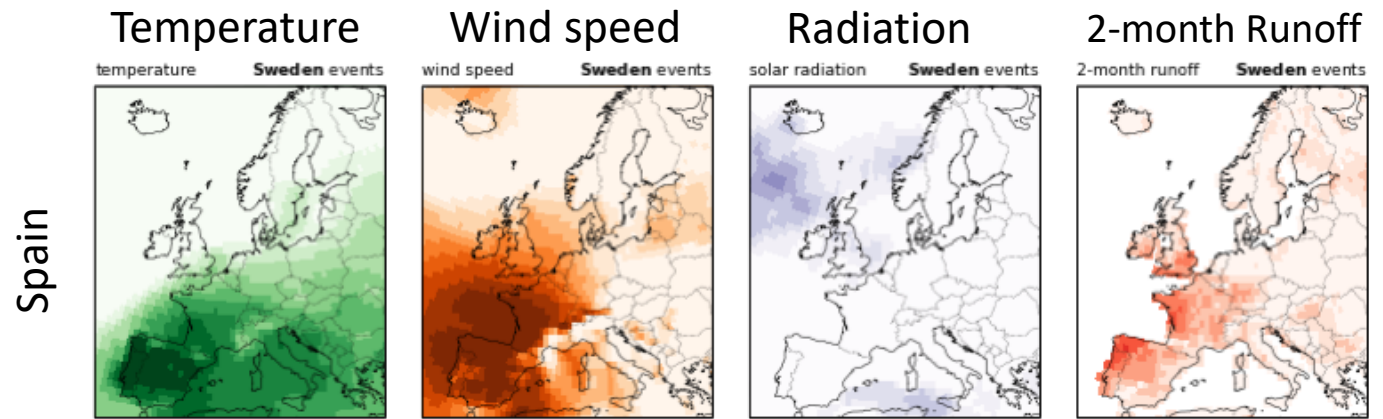 Temperature
Wind speed
Radiation
2-month Runoff
temperature Sweden events
wind speed Sweden events
solar radiation Sweden events
2-month runoff Sweden events
Spain